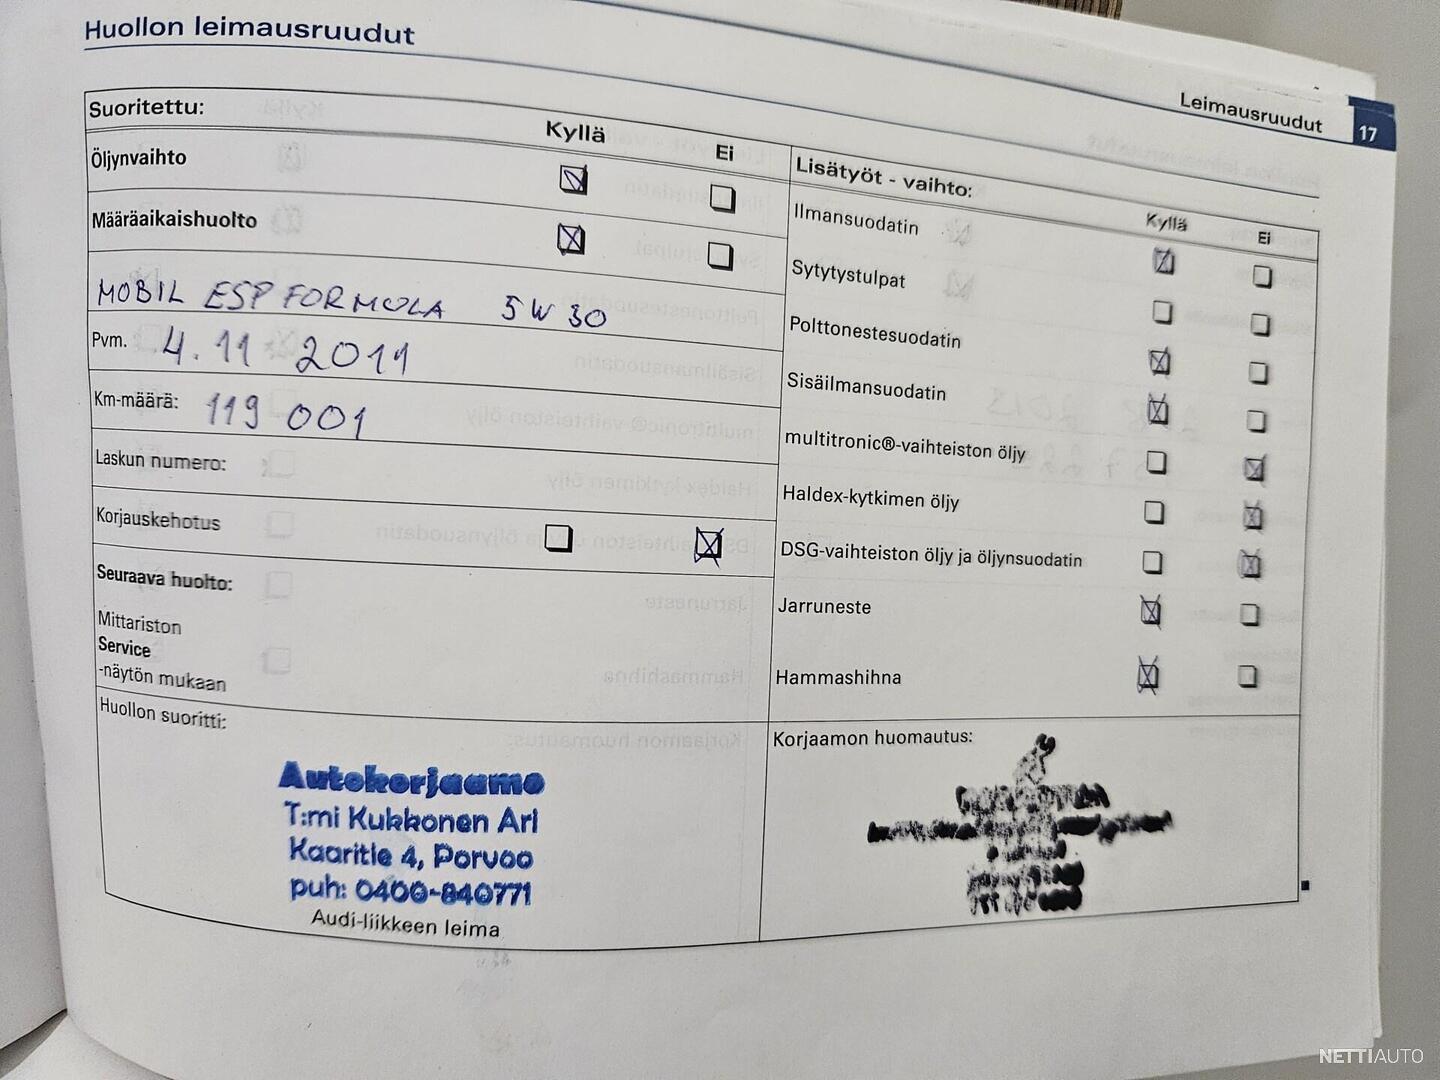 Huollon leimausruudut
Leimausruudut 17
Suoritettu: Kyllä Ei
Öljynvaihto
Määräaikaishuolto
MOBIL ESP FORMULA 5W30
Pvm. 4.11 2011
Km-määrä: 119 001
Laskun numero:
Korjauskehotus
Seuraava huolto:
Mittariston
Service
-näytön mukaan
Huollon suoritti:
Autokorjaamo
T:mi Kukkonen Ari
Kaaritie 4, Porvoo
puh: 0400-840771
Audi-liikkeen leima
Lisätyöt - vaihto: Kyllä Ei
Ilmansuodatin
Sytytystulpat
Polttonestesuodatin
Sisäilmansuodatin
multitronic®-vaihteiston öljy
Haldex-kytkimen öljy
DSG-vaihteiston öljy ja öljynsuodatin
Jarruneste
Hammashihna
Korjaamon huomautus:
NETTIAUTO